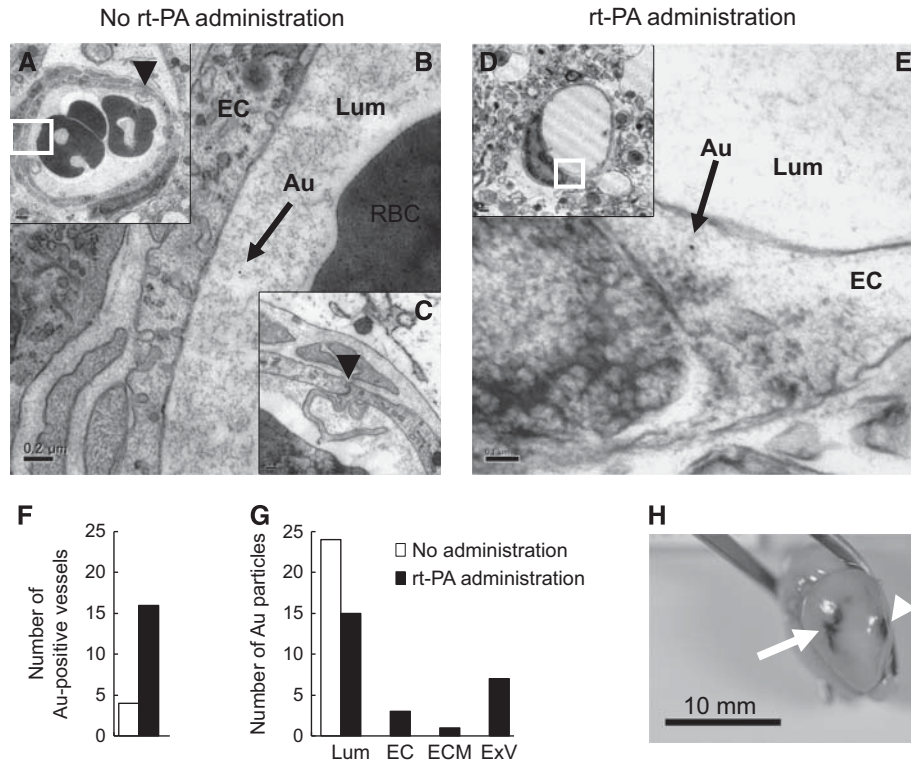 No rt-PA administration
rt-PA administration
A
B
EC
Lum
Au
RBC
C
0.2 µm
D
E
Au
Lum
EC
F
25
20
15
10
5
0
Number of
Au-positive vessels
G
25
20
15
10
5
0
Number of Au particles
No administration
rt-PA administration
Lum EC ECM ExV
H
10 mm